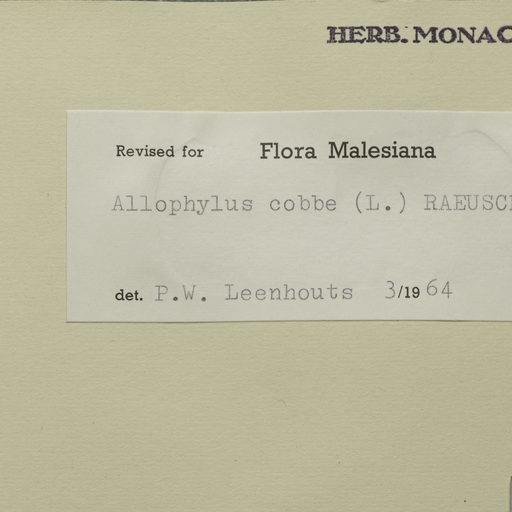 HERB. MONAC
Revised for Flora Malesiana
Allophylus cobbe (L.) RAEUSC
det. P.W. Leenhouts 3/1964